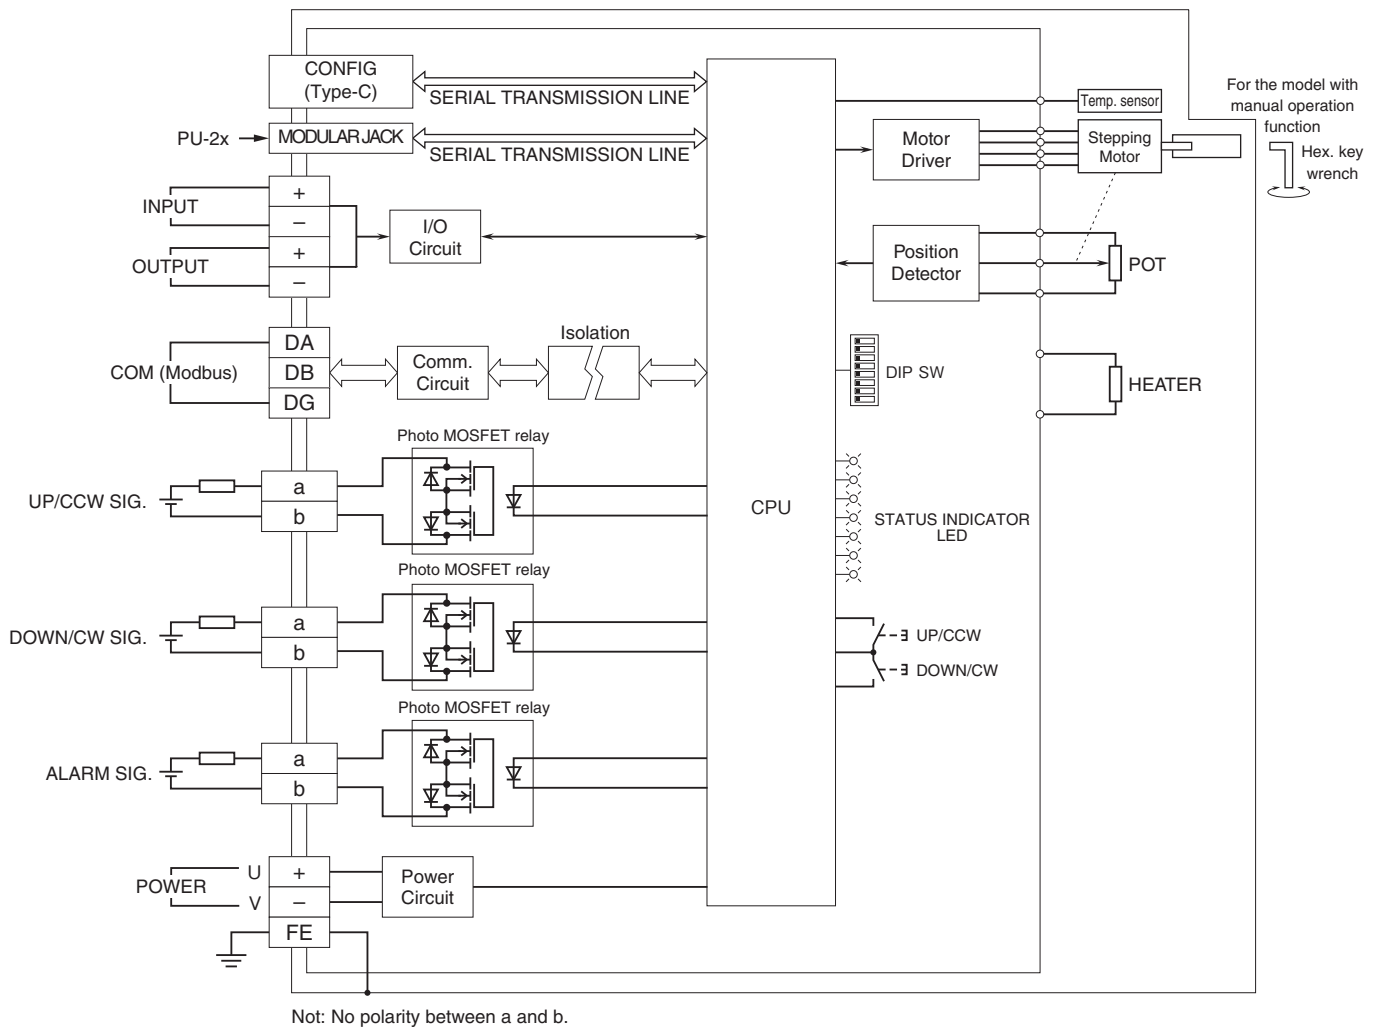 CONFIG
(Type-C)
SERIAL TRANSMISSION LINE
PU-2x
MODULAR JACK
SERIAL TRANSMISSION LINE
Temp. sensor
Motor
Driver
Stepping
Motor
For the model with
manual operation
function
Hex. key
wrench
INPUT
+
–
OUTPUT
+
–
I/O
Circuit
Position
Detector
POT
COM (Modbus)
DA
DB
DG
Comm.
Circuit
Isolation
DIP SW
HEATER
Photo MOSFET relay
UP/CCW SIG.
a
b
CPU
STATUS INDICATOR
LED
Photo MOSFET relay
DOWN/CW SIG.
a
b
UP/CCW
DOWN/CW
Photo MOSFET relay
ALARM SIG.
a
b
POWER
U
V
+
–
FE
Power
Circuit
Not: No polarity between a and b.